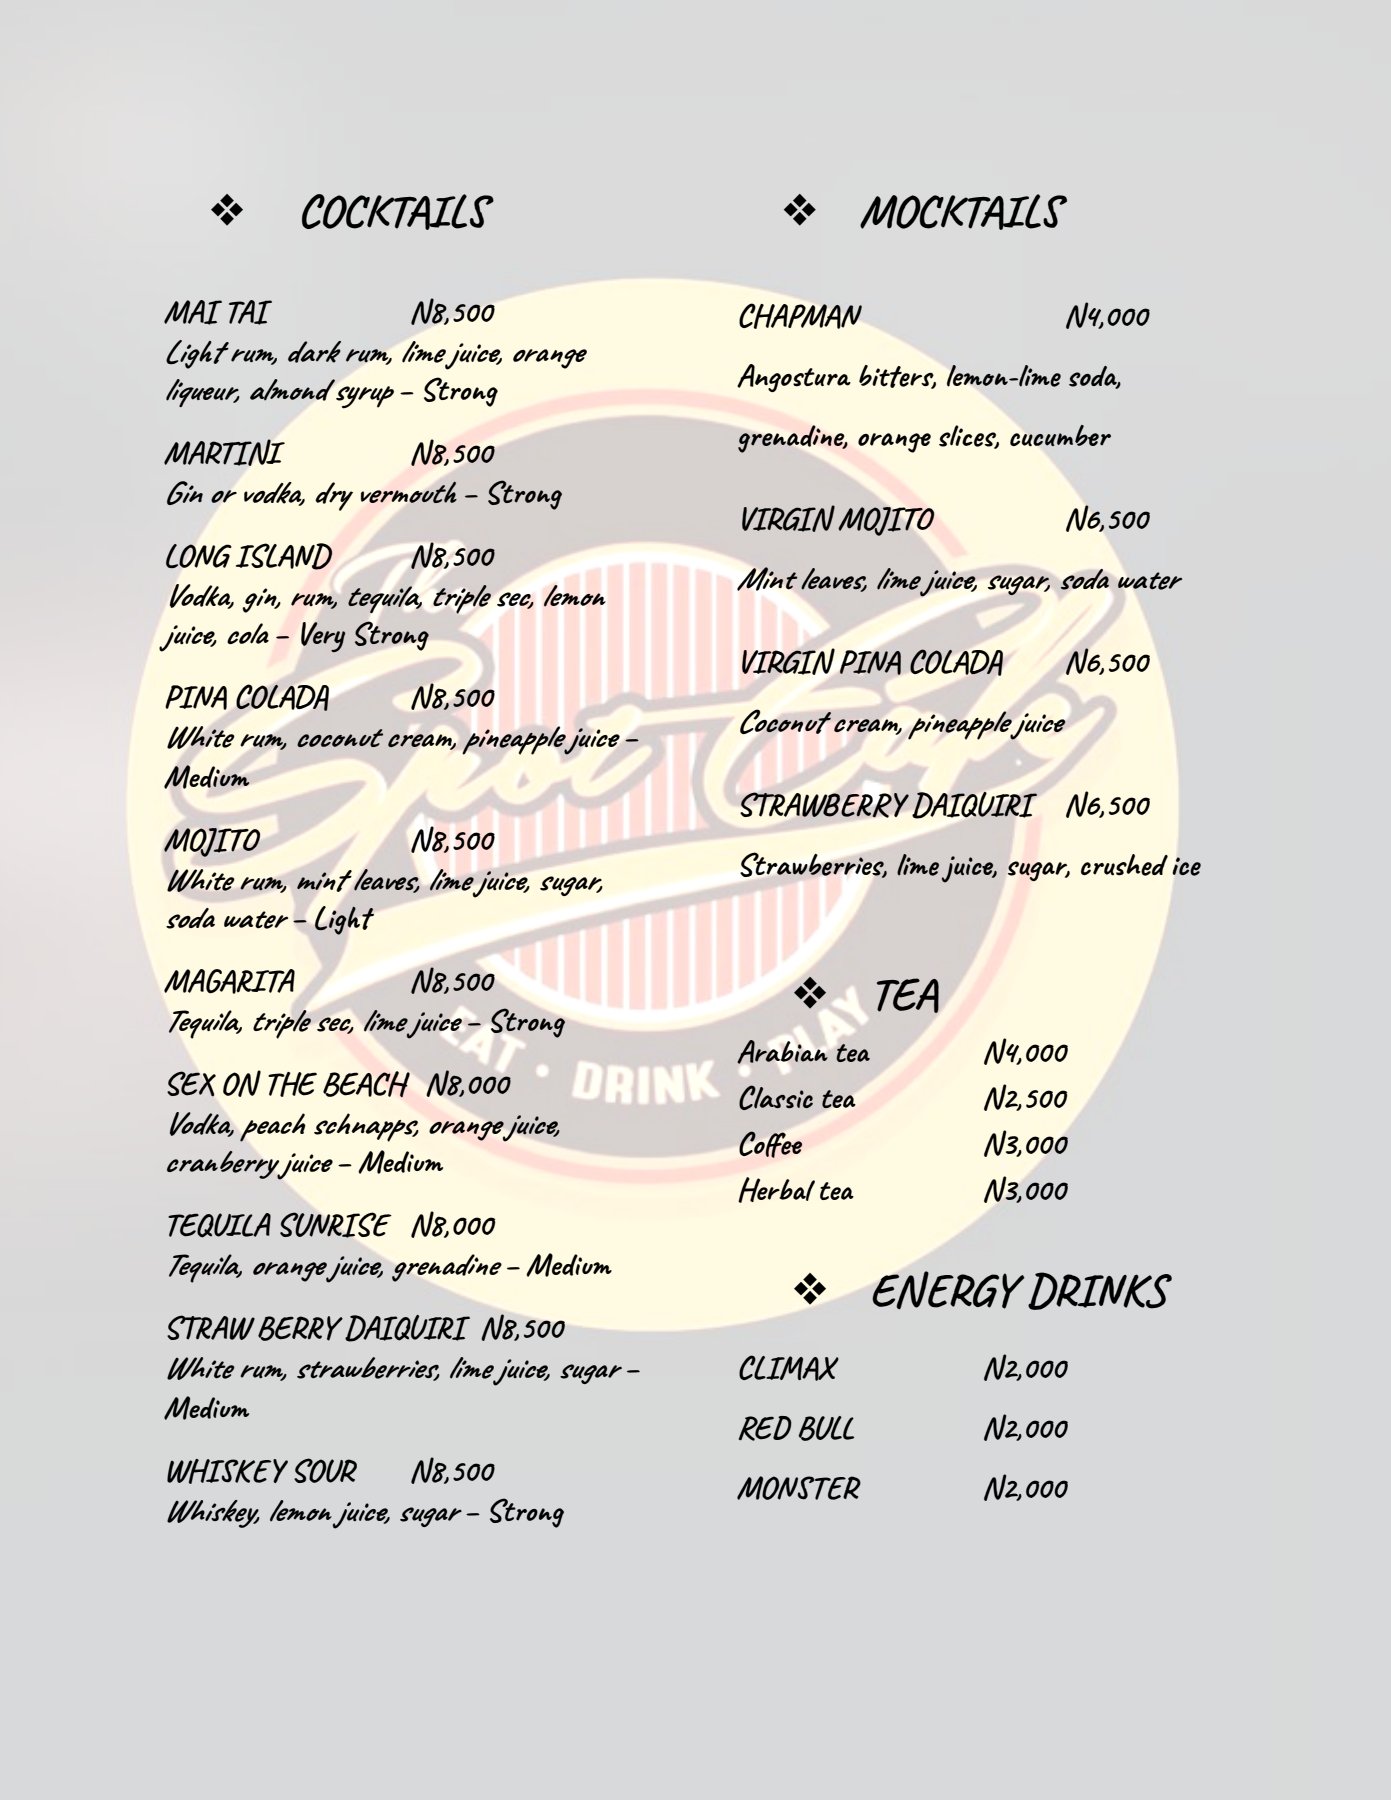 ❖ COCKTAILS
MAI TAI N8,500
Light rum, dark rum, lime juice, orange
liqueur, almond syrup – Strong
MARTINI N8,500
Gin or vodka, dry vermouth – Strong
LONG ISLAND N8,500
Vodka, gin, rum, tequila, triple sec, lemon
juice, cola – Very Strong
PINA COLADA N8,500
White rum, coconut cream, pineapple juice –
Medium
MOJITO N8,500
White rum, mint leaves, lime juice, sugar,
soda water – Light
MAGARITA N8,500
Tequila, triple sec, lime juice – Strong
SEX ON THE BEACH N8,000
Vodka, peach schnapps, orange juice,
cranberry juice – Medium
TEQUILA SUNRISE N8,000
Tequila, orange juice, grenadine – Medium
STRAW BERRY DAIQUIRI N8,500
White rum, strawberries, lime juice, sugar –
Medium
WHISKEY SOUR N8,500
Whiskey, lemon juice, sugar – Strong
❖ MOCKTAILS
CHAPMAN N4,000
Angostura bitters, lemon-lime soda,
grenadine, orange slices, cucumber
VIRGIN MOJITO N6,500
Mint leaves, lime juice, sugar, soda water
VIRGIN PINA COLADA N6,500
Coconut cream, pineapple juice
STRAWBERRY DAIQUIRI N6,500
Strawberries, lime juice, sugar, crushed ice
❖ TEA
Arabian tea N4,000
Classic tea N2,500
Coffee N3,000
Herbal tea N3,000
❖ ENERGY DRINKS
CLIMAX N2,000
RED BULL N2,000
MONSTER N2,000
The
Spot Cafe
EAT • DRINK • PLAY